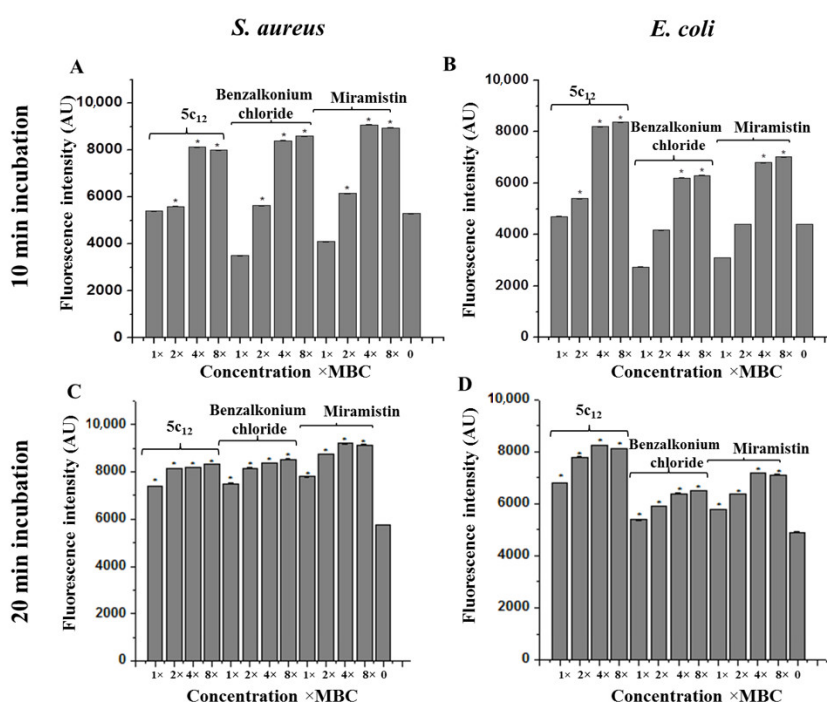 S. aureus
E. coli
10 min incubation
20 min incubation
A
Fluorescence intensity (AU)
10,000
8000
6000
4000
2000
0
5c12
Benzalkonium
chloride
Miramistin
* * * * * * * *
1× 2× 4× 8× 1× 2× 4× 8× 1× 2× 4× 8× 0
Concentration ×MBC
B
Fluorescence intensity (AU)
10,000
8000
6000
4000
2000
0
5c12
Benzalkonium
chloride
Miramistin
* * * * * * *
1× 2× 4× 8× 1× 2× 4× 8× 1× 2× 4× 8× 0
Concentration ×MBC
C
Fluorescence intensity (AU)
10,000
8000
6000
4000
2000
0
5c12
Benzalkonium
chloride
Miramistin
* * * * * * * * * * * *
1× 2× 4× 8× 1× 2× 4× 8× 1× 2× 4× 8× 0
Concentration ×MBC
D
Fluorescence intensity (AU)
10,000
8000
6000
4000
2000
0
5c12
Benzalkonium
chloride
Miramistin
* * * * * * * * * * * *
1× 2× 4× 8× 1× 2× 4× 8× 1× 2× 4× 8× 0
Concentration ×MBC